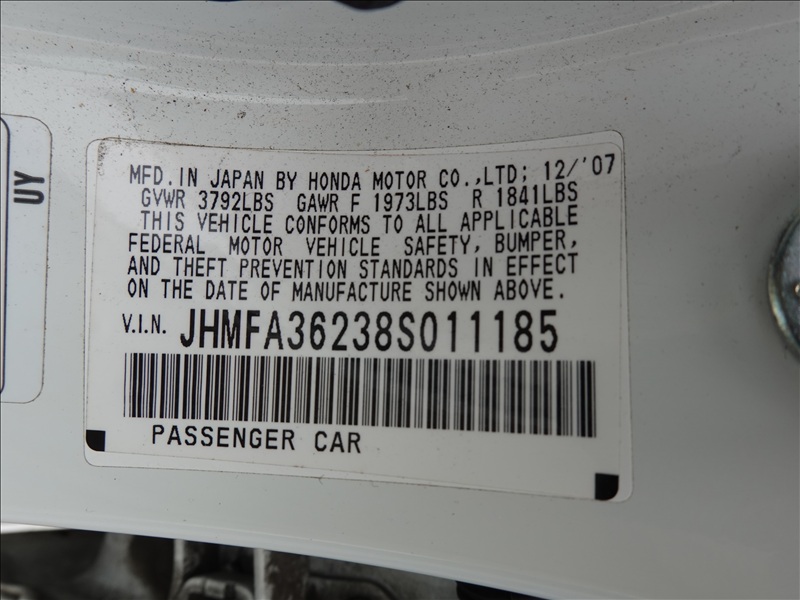 UY
MFD.IN JAPAN BY HONDA MOTOR CO.,LTD; 12/'07
GVWR 3792LBS GAWR F 1973LBS R 1841LBS
THIS VEHICLE CONFORMS TO ALL APPLICABLE
FEDERAL MOTOR VEHICLE SAFETY, BUMPER,
AND THEFT PREVENTION STANDARDS IN EFFECT
ON THE DATE OF MANUFACTURE SHOWN ABOVE.
V.I.N. JHMFA36238S011185
PASSENGER CAR